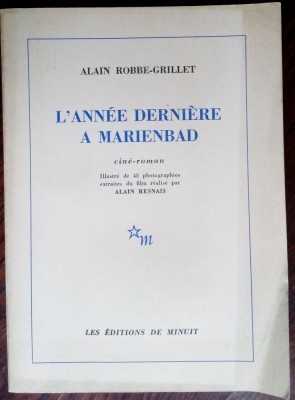 ALAIN ROBBE-GRILLET
L'ANNÉE DERNIÈRE
A MARIENBAD
ciné-roman
Illustré de 48 photographies
extraites du film réalisé par
ALAIN RESNAIS
m
LES ÉDITIONS DE MINUIT